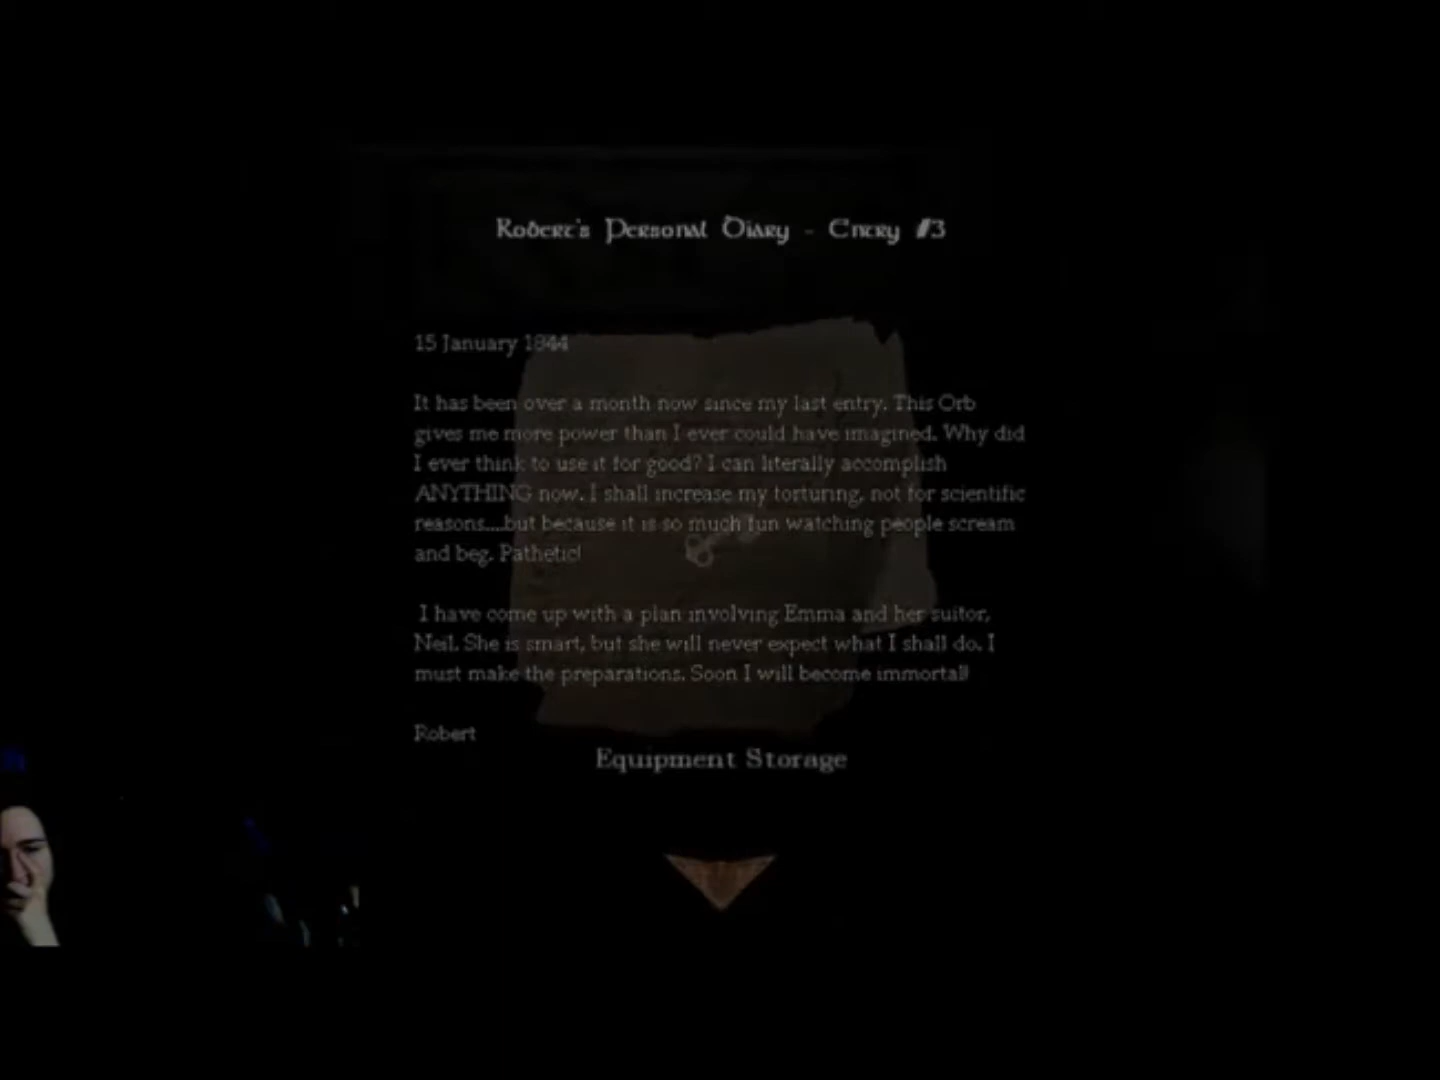 Robert's Personal Diary - Entry #3
15 January 1844
It has been over a month now since my last entry. This Orb
gives me more power than I ever could have imagined. Why did
I ever think to use it for good? I can literally accomplish
ANYTHING now. I shall increase my torturing, not for scientific
reasons....but because it is so much fun watching people scream
and beg. Pathetic!
I have come up with a plan involving Emma and her suitor,
Neil. She is smart, but she will never expect what I shall do. I
must make the preparations. Soon I will become immortal!
Robert
Equipment Storage